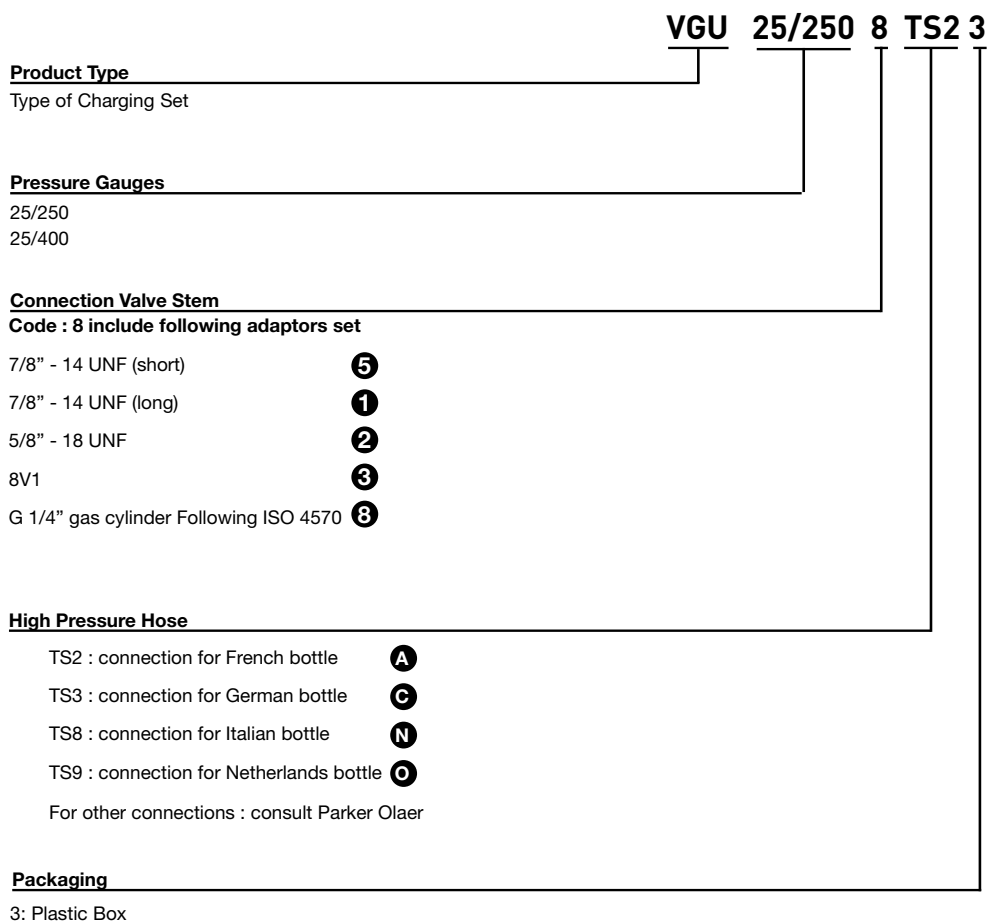 VGU 25/250 8 TS2 3
Product Type
Type of Charging Set
Pressure Gauges
25/250
25/400
Connection Valve Stem
Code : 8 include following adaptors set
7/8” - 14 UNF (short) 5
7/8” - 14 UNF (long) 1
5/8” - 18 UNF 2
8V1 3
G 1/4” gas cylinder Following ISO 4570 8
High Pressure Hose
TS2 : connection for French bottle A
TS3 : connection for German bottle C
TS8 : connection for Italian bottle N
TS9 : connection for Netherlands bottle O
For other connections : consult Parker Olaer
Packaging
3: Plastic Box